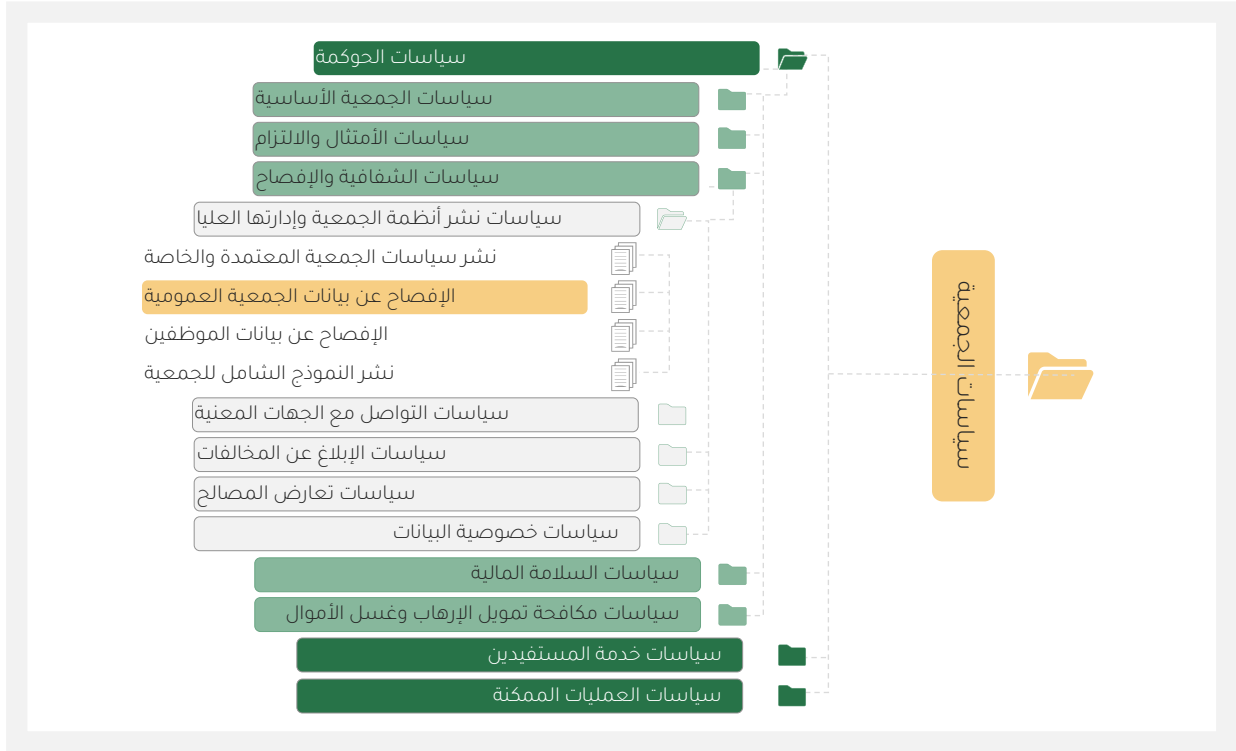 سياسات الجمعية
سياسات الحوكمة
سياسات الجمعية الأساسية
سياسات الأمتثال والالتزام
سياسات الشفافية والإفصاح
سياسات نشر أنظمة الجمعية وإدارتها العليا
نشر سياسات الجمعية المعتمدة والخاصة
الإفصاح عن بيانات الجمعية العمومية
الإفصاح عن بيانات الموظفين
نشر النموذج الشامل للجمعية
سياسات التواصل مع الجهات المعنية
سياسات الإبلاغ عن المخالفات
سياسات تعارض المصالح
سياسات خصوصية البيانات
سياسات السلامة المالية
سياسات مكافحة تمويل الإرهاب وغسل الأموال
سياسات خدمة المستفيدين
سياسات العمليات الممكنة